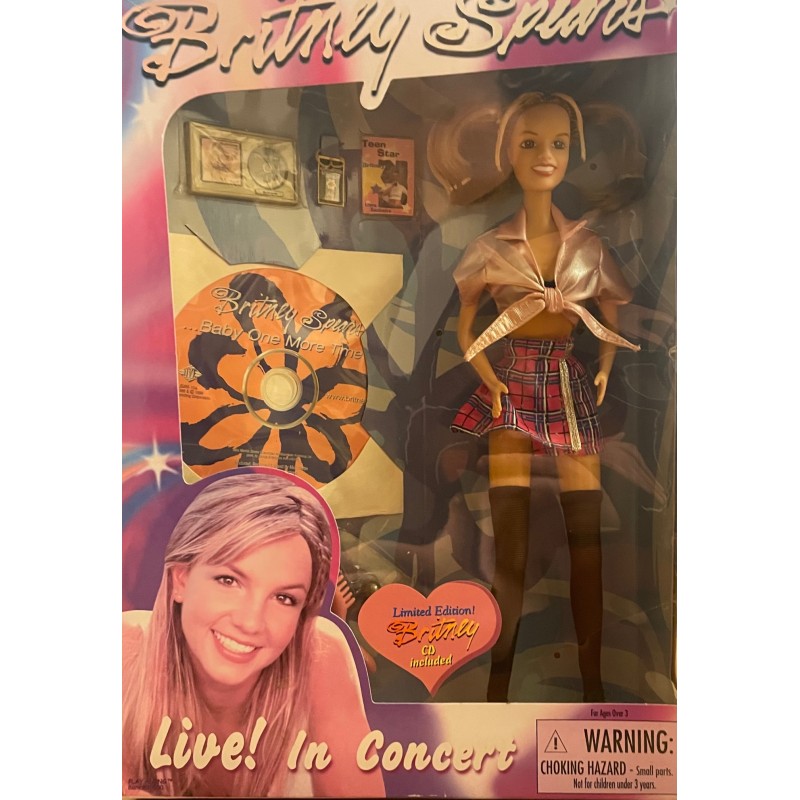 Britney Spears
Teen
Star
Britney Spears
...Baby One More Time
JIVE
Limited Edition!
Britney
CD
included
Live! In Concert
For Ages Over 3
WARNING:
CHOKING HAZARD - Small parts.
Not for children under 3 years.